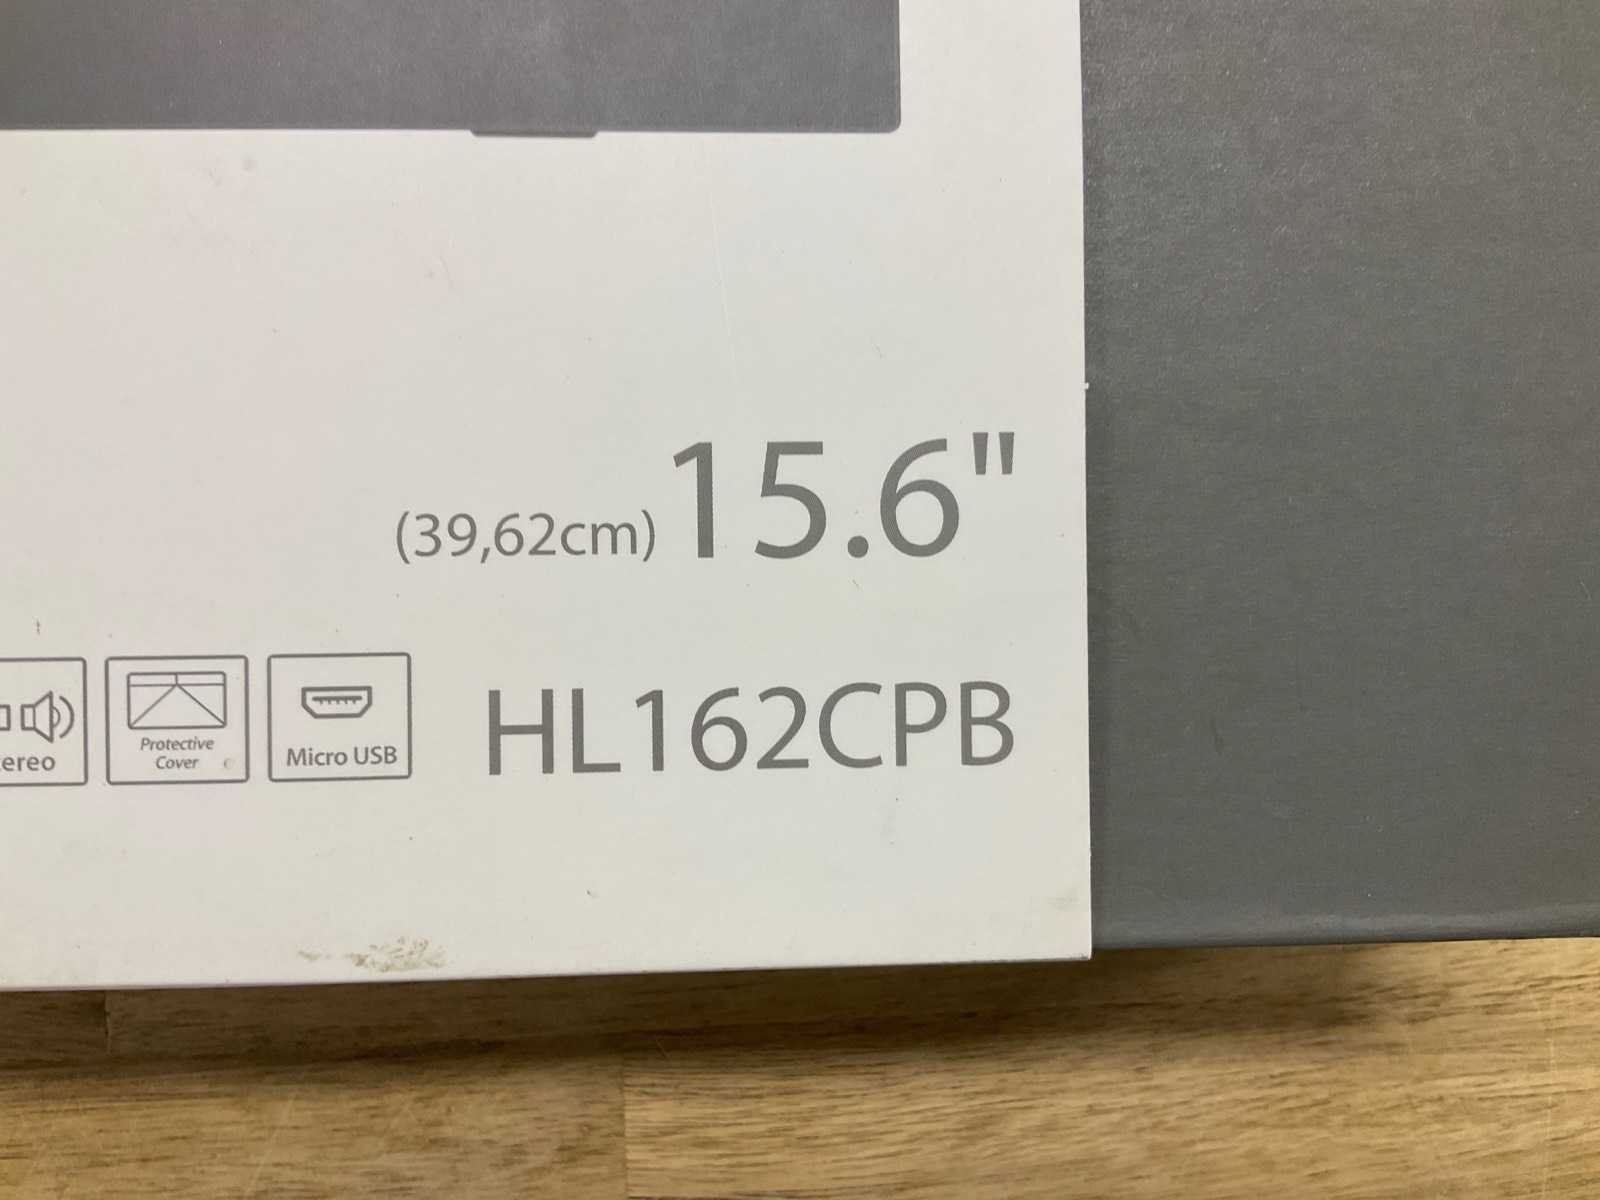 (39,62cm) 15.6"
ereo
Protective
Cover
Micro USB
HL162CPB